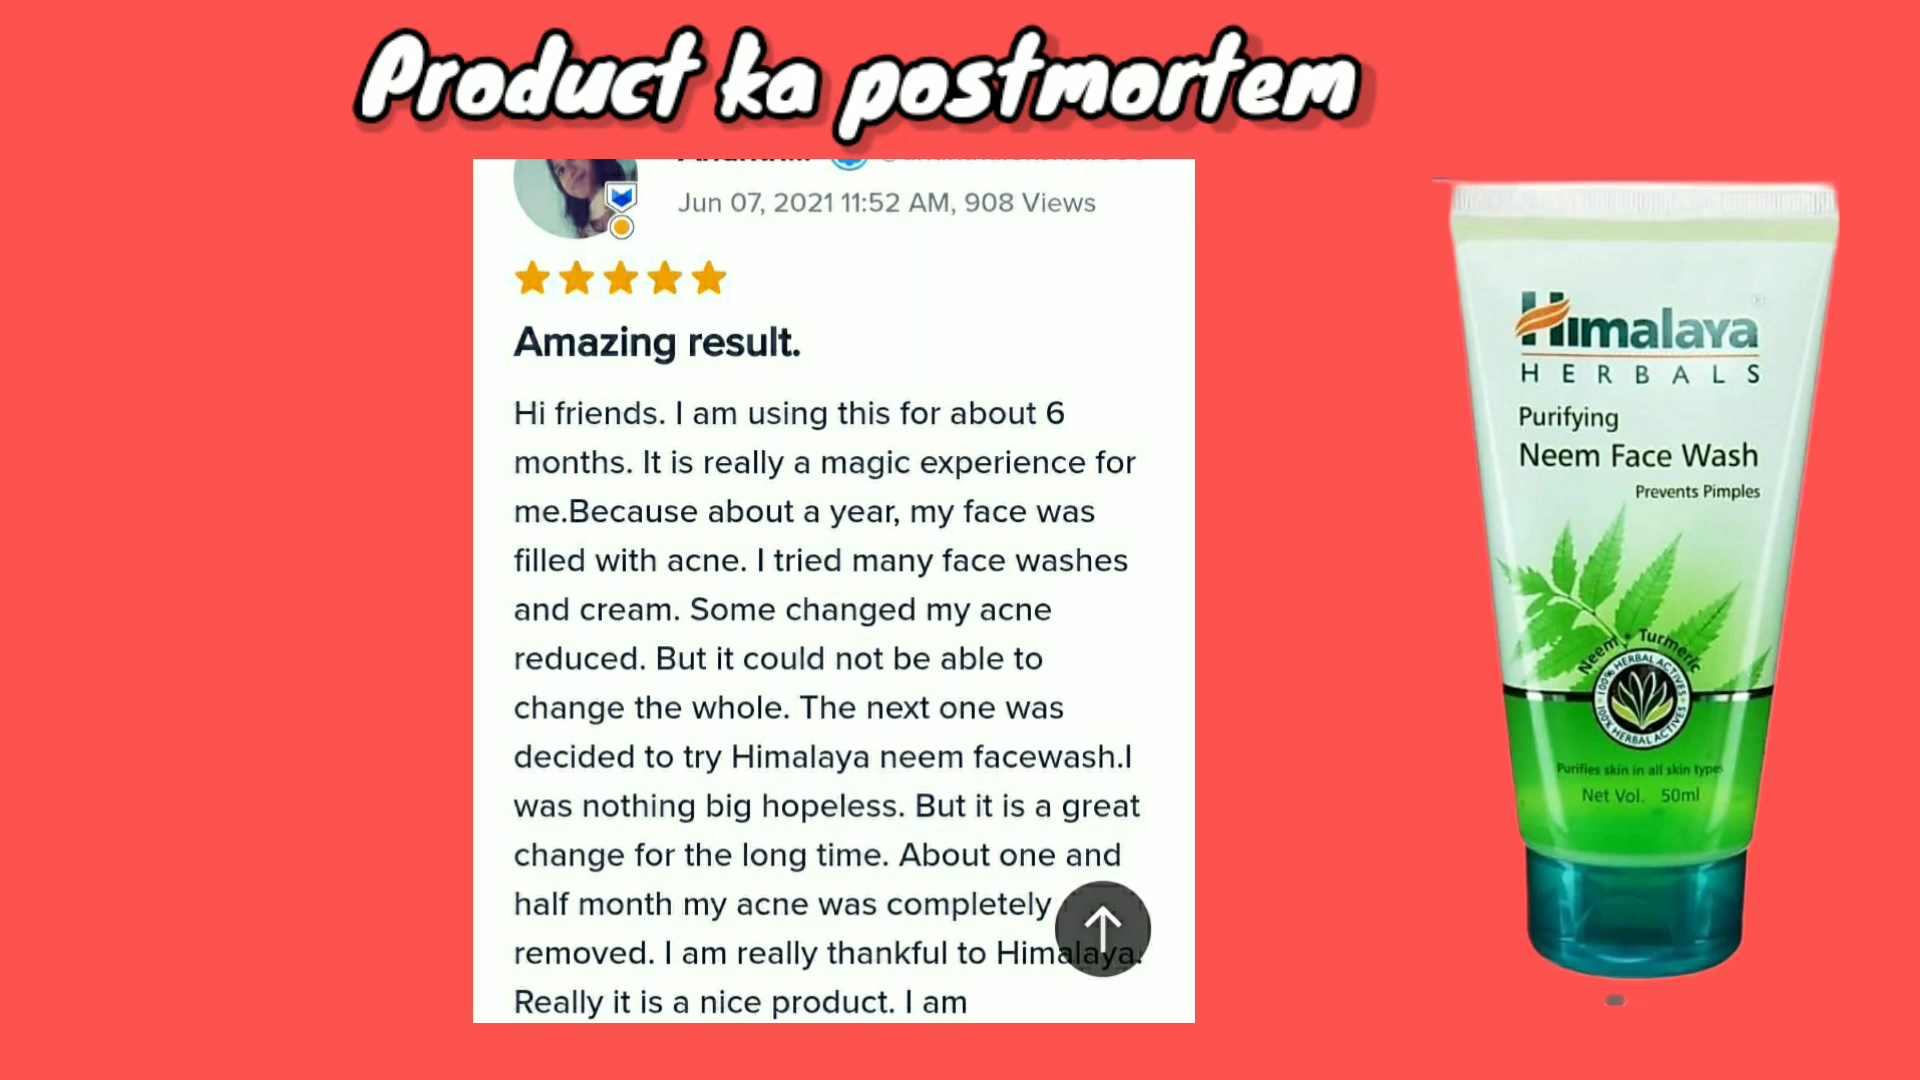 Product ka postmortem
Jun 07, 2021 11:52 AM, 908 Views
Amazing result.
Hi friends. I am using this for about 6
months. It is really a magic experience for
me.Because about a year, my face was
filled with acne. I tried many face washes
and cream. Some changed my acne
reduced. But it could not be able to
change the whole. The next one was
decided to try Himalaya neem facewash.I
was nothing big hopeless. But it is a great
change for the long time. About one and
half month my acne was completely
removed. I am really thankful to Himalaya.
Really it is a nice product. I am
Himalaya
HERBALS
Purifying
Neem Face Wash
Prevents Pimples
Neem • Turmeric
100% HERBAL ACTIVES
100% HERBAL ACTIVES
Purifies skin in all skin types
Net Vol. 50ml